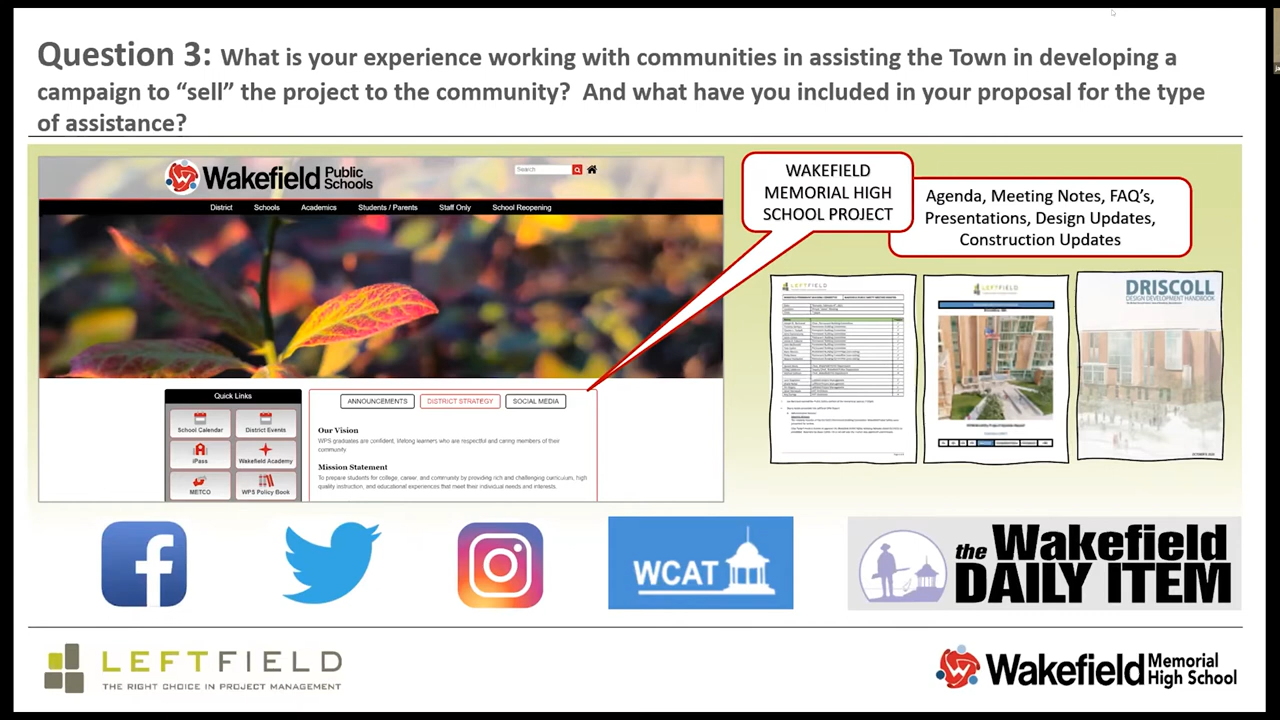 Question 3: What is your experience working with communities in assisting the Town in developing a
campaign to “sell” the project to the community? And what have you included in your proposal for the type
of assistance?
Wakefield Public Schools
Search
District Schools Academics Students / Parents Staff Only School Reopening
WAKEFIELD
MEMORIAL HIGH
SCHOOL PROJECT
Agenda, Meeting Notes, FAQ's,
Presentations, Design Updates,
Construction Updates
Quick Links
School Calendar
District Events
iPass
Wakefield Academy
METCO
WPS Policy Book
ANNOUNCEMENTS
DISTRICT STRATEGY
SOCIAL MEDIA
Our Vision
WPS graduates are confident, lifelong learners who are respectful and caring members of their
community.
Mission Statement
To prepare students for college, career, and community by providing rich and challenging curriculum, high
quality instruction, and educational experiences that meet their individual needs and interests.
LEFTFIELD
LEFTFIELD
DRISCOLL
DESIGN DEVELOPMENT HANDBOOK
WCAT
the Wakefield
DAILY ITEM
LEFTFIELD
THE RIGHT CHOICE IN PROJECT MANAGEMENT
Wakefield Memorial
High School